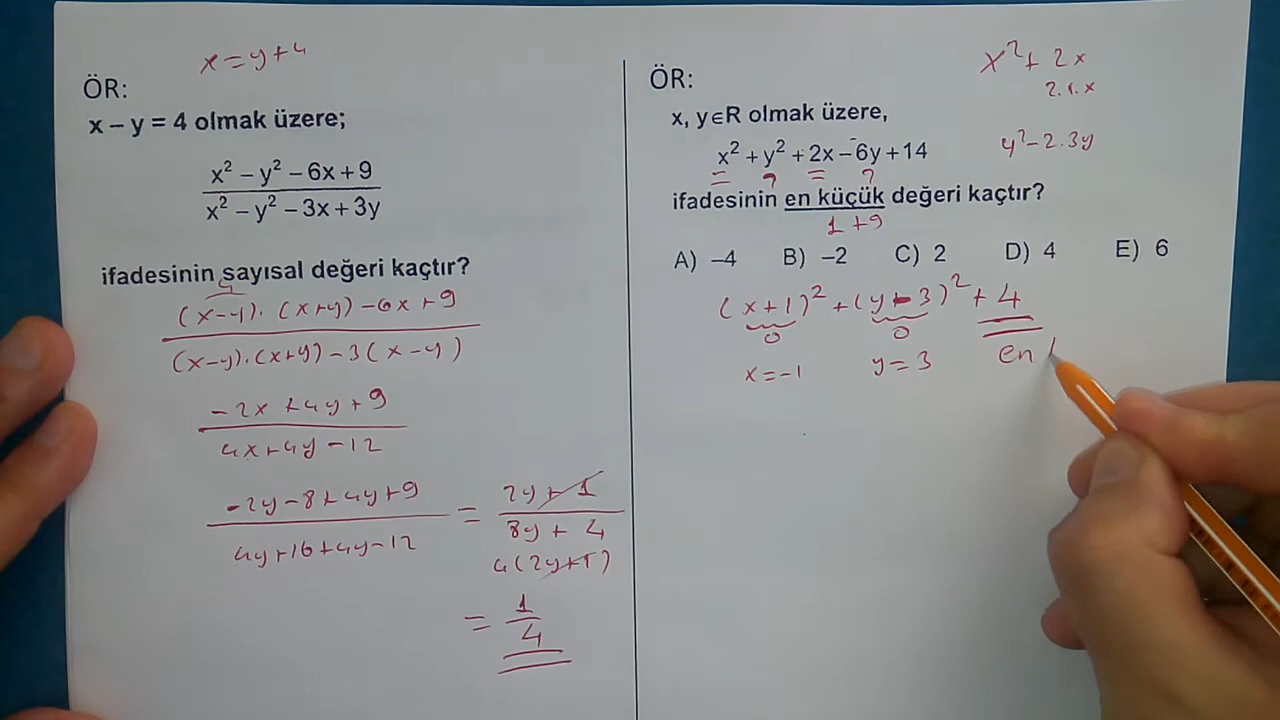 x=y+4
ÖR:
x – y = 4 olmak üzere;
x² – y² – 6x + 9
x² – y² – 3x + 3y
ifadesinin sayısal değeri kaçtır?
4
(x-y).(x+y)-6x+9
(x-y).(x+y)-3(x-y)
-2x+4y+9
4x+4y-12
-2y-8+4y+9
4y+16+4y-12
=
2y+1
8y+4
4(2y+1)
= 1
4
ÖR:
x²+2x
2.1.x
x, y∈R olmak üzere,
x² + y² + 2x – 6y + 14
y²-2.3y
ifadesinin en küçük değeri kaçtır?
1+9
A) –4 B) –2 C) 2 D) 4 E) 6
(x+1)²+(y-3)²+4
0 0
x=-1 y=3 en